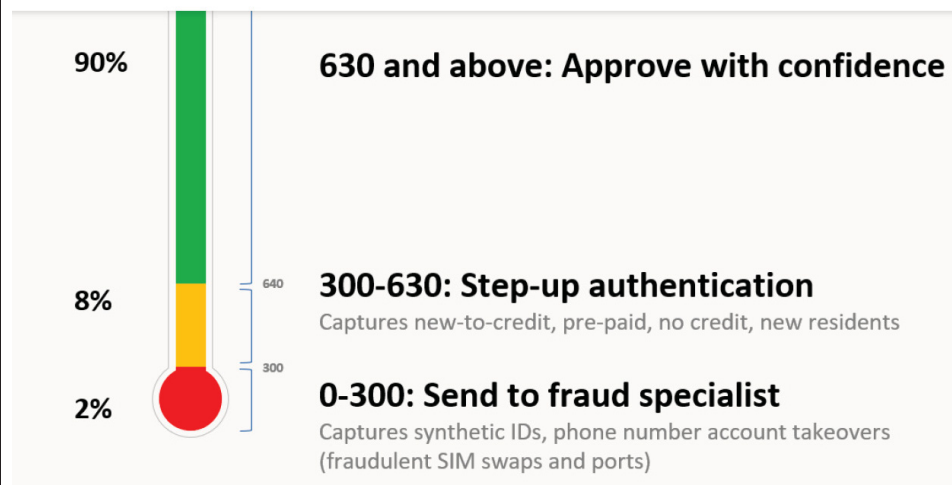 90%
630 and above: Approve with confidence
640
300-630: Step-up authentication
8%
Captures new-to-credit, pre-paid, no credit, new residents
300
0-300: Send to fraud specialist
2%
Captures synthetic IDs, phone number account takeovers
(fraudulent SIM swaps and ports)